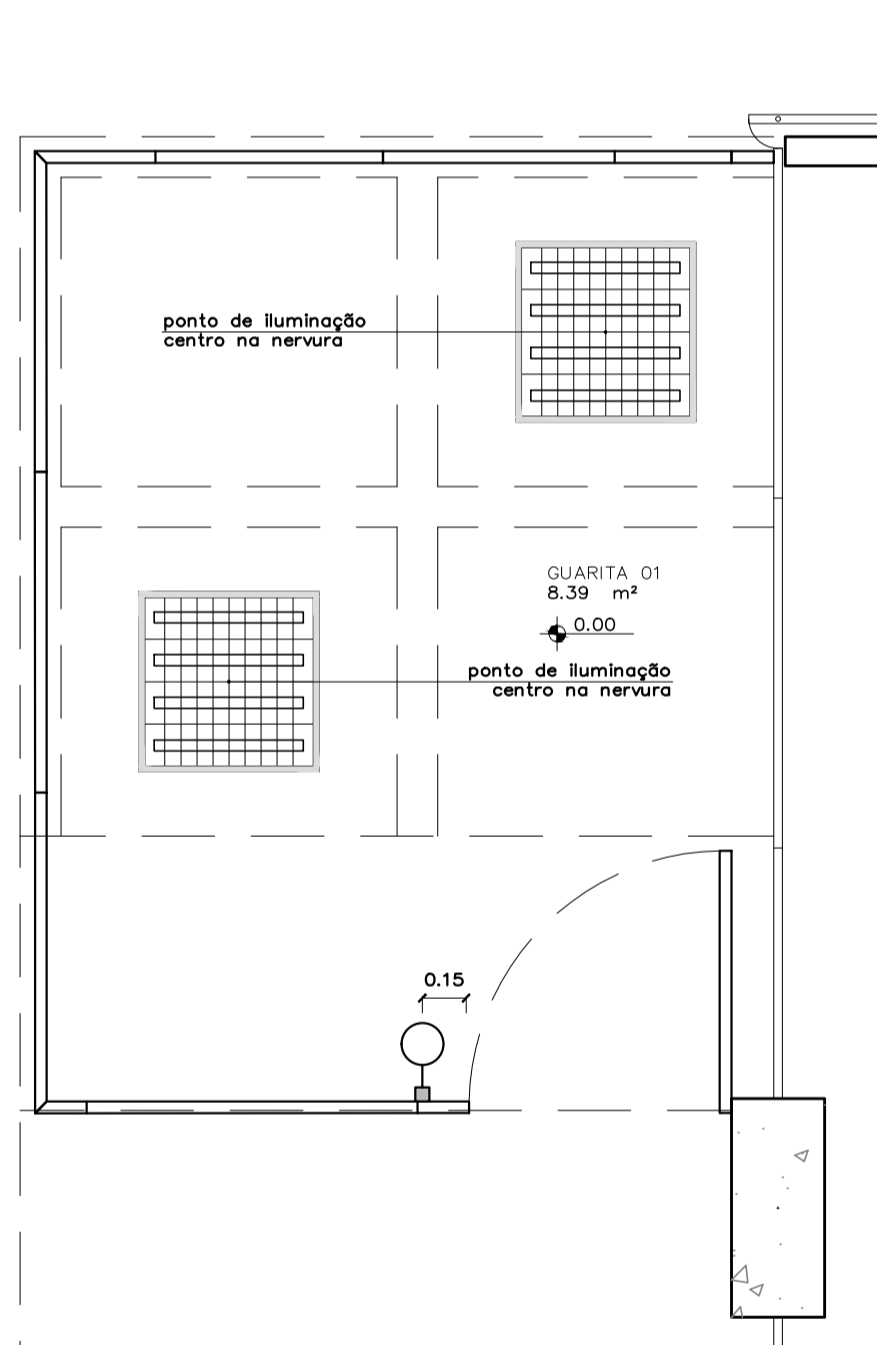 ponto de iluminação
centro na nervura
GUARITA 01
8.39 m²
0.00
ponto de iluminação
centro na nervura
0.15